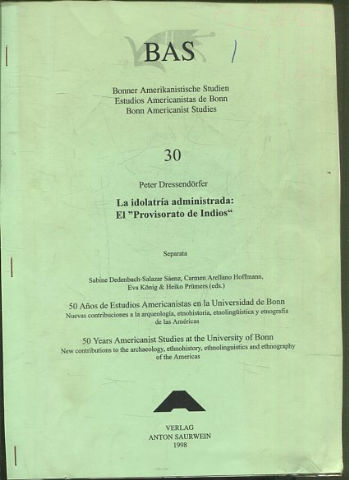 BAS
Bonner Amerikanistische Studien
Estudios Americanistas de Bonn
Bonn Americanist Studies
30
Peter Dressendörfer
La idolatría administrada:
El "Provisorato de Indios"
Separata
Sabine Dedenbach-Salazar Sáenz, Carmen Arellano Hoffmann,
Eva König & Heiko Prümers (eds.)
50 Años de Estudios Americanistas en la Universidad de Bonn
Nuevas contribuciones a la arqueología, etnohistoria, etnolingüística y etnografía
de las Américas
50 Years Americanist Studies at the University of Bonn
New contributions to the archaeology, ethnohistory, ethnolinguistics and ethnography
of the Americas
VERLAG
ANTON SAURWEIN
1998